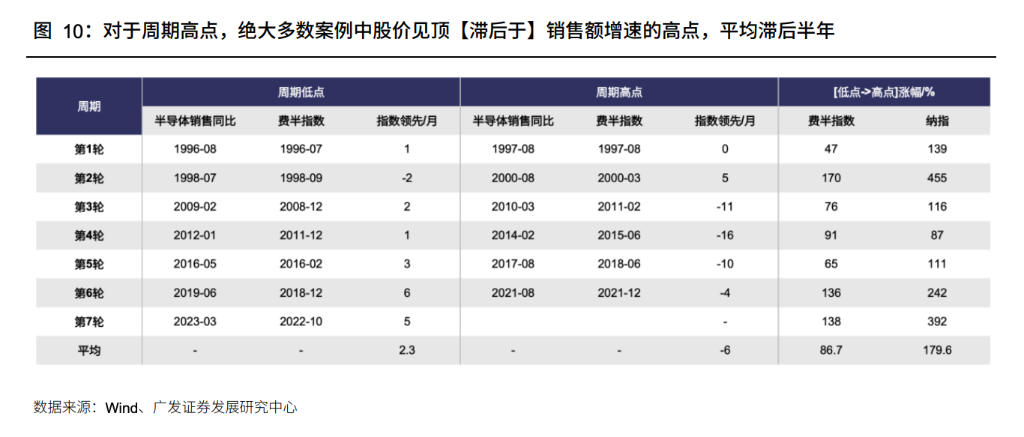 图 10：对于周期高点，绝大多数案例中股价见顶【滞后于】销售额增速的高点，平均滞后半年
周期 周期低点 周期高点 [低点->高点]涨幅/%
半导体销售同比 费半指数 指数领先/月 半导体销售同比 费半指数 指数领先/月 费半指数 纳指
第1轮 1996-08 1996-07 1 1997-08 1997-08 0 47 139
第2轮 1998-07 1998-09 -2 2000-08 2000-03 5 170 455
第3轮 2009-02 2008-12 2 2010-03 2011-02 -11 76 116
第4轮 2012-01 2011-12 1 2014-02 2015-06 -16 91 87
第5轮 2016-05 2016-02 3 2017-08 2018-06 -10 65 111
第6轮 2019-06 2018-12 6 2021-08 2021-12 -4 136 242
第7轮 2023-03 2022-10 5 - 138 392
平均 - - 2.3 - - -6 86.7 179.6
数据来源：Wind、广发证券发展研究中心